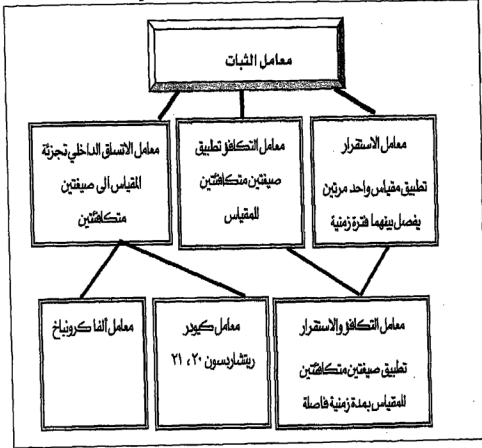 معامل الثبات
معامل الاستقرار
تطبيق مقياس واحد مرتين
يفصل بينهما فترة زمنية
معامل التكافؤ تطبيق
صيغتين متكافئتين
للمقياس
معامل الاتساق الداخلي تجزئة
المقياس الى صيغتين
متكافئتين
معامل التكافؤ والاستقرار
تطبيق صيغتين متكافئتين
للمقياس بمدة زمنية فاصلة
معامل كيودر
ريتشاردسون ٢٠، ٢١
معامل ألفا كرونباخ